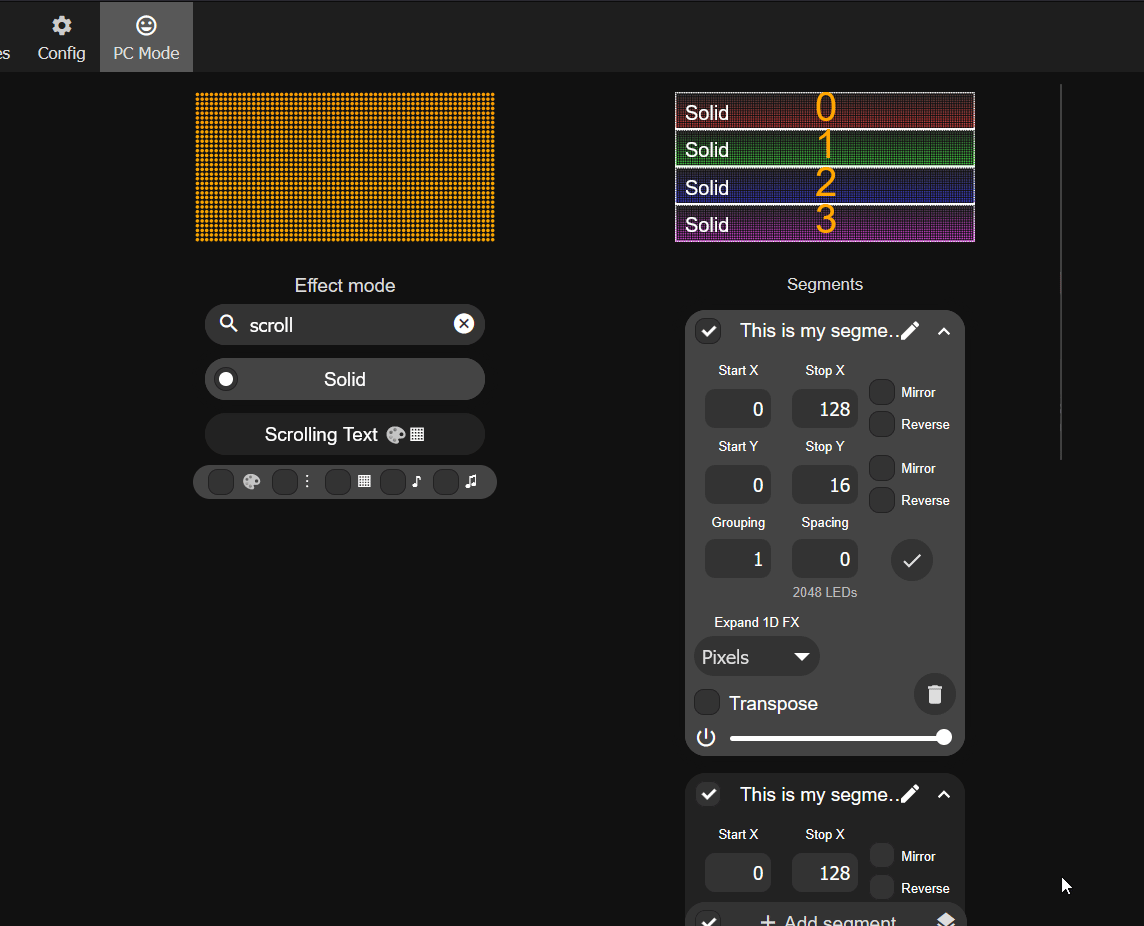 es
Config
PC Mode
Solid 0
Solid 1
Solid 2
Solid 3
Effect mode
scroll
Solid
Scrolling Text
Segments
This is my segme..
Start X Stop X
Mirror
0 128
Reverse
Start Y Stop Y
Mirror
0 16
Reverse
Grouping Spacing
1 0
2048 LEDs
Expand 1D FX
Pixels
Transpose
This is my segme..
Start X Stop X
Mirror
0 128
Reverse
+ Add segment